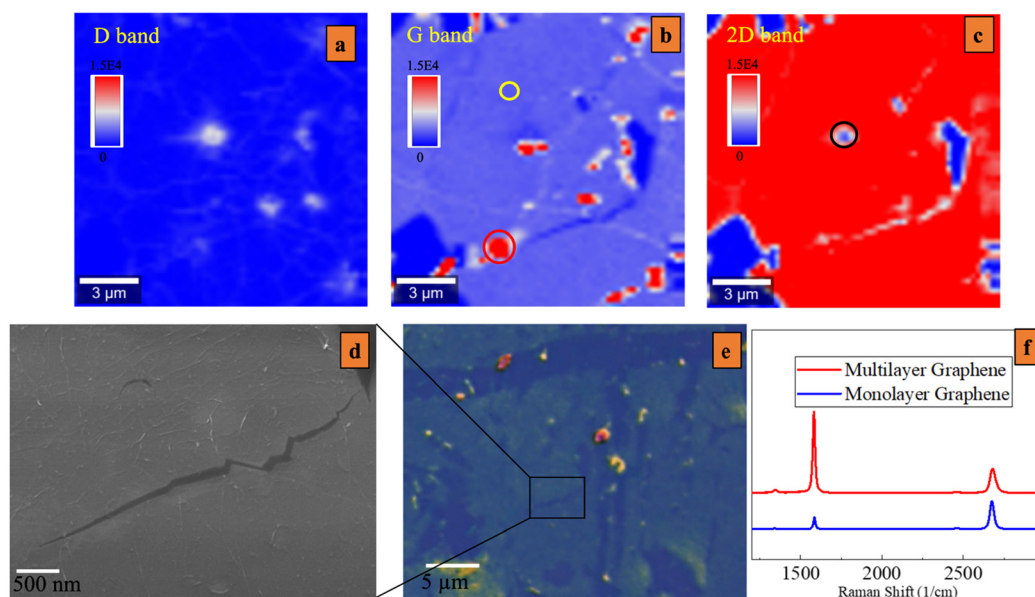 D band
a
1.5E4
0
3 µm
G band
b
1.5E4
0
3 µm
2D band
c
1.5E4
0
3 µm
d
500 nm
e
5 µm
f
Multilayer Graphene
Monolayer Graphene
1500 2000 2500
Raman Shift (1/cm)